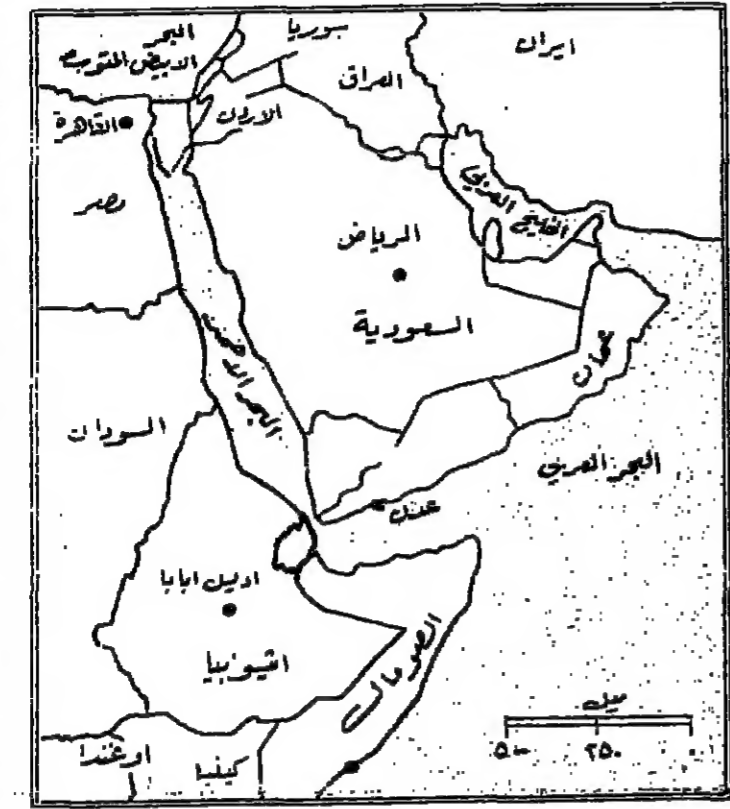 البحر
الابيض المتوسط
سوريا
ايران
العراق
الاردن
القاهرة
مصر
الخليج العربي
الرياض
السعودية
عمان
البحر الاحمر
السودان
البحر العربي
عدن
اديس ابابا
اثيوبيا
الصومال
ميل
٥٠٠ ٢٥٠ ٠
اوغندا
كينيا